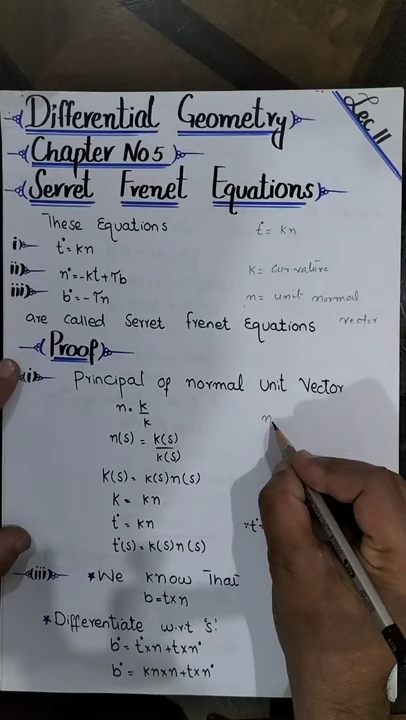 Differential Geometry
Lec 11
Chapter No 5
Serret Frenet Equations
These Equations
i) t• = kn
ii) n• = -kt + τb
iii) b• = -τn
are called Serret frenet Equations
t• = kn
k = curvature
n = unit normal vector
Proof
(i) Principal of normal unit Vector
n = k/k
n(s) = k(s)/k(s)
k(s) = k(s)n(s)
k = kn
t• = kn
t•(s) = k(s)n(s)
n
∵ t• =
(iii) * We know That
b = t×n
* Differentiate w.r.t 's'
b• = t•×n + t×n•
b• = kn×n + t×n•